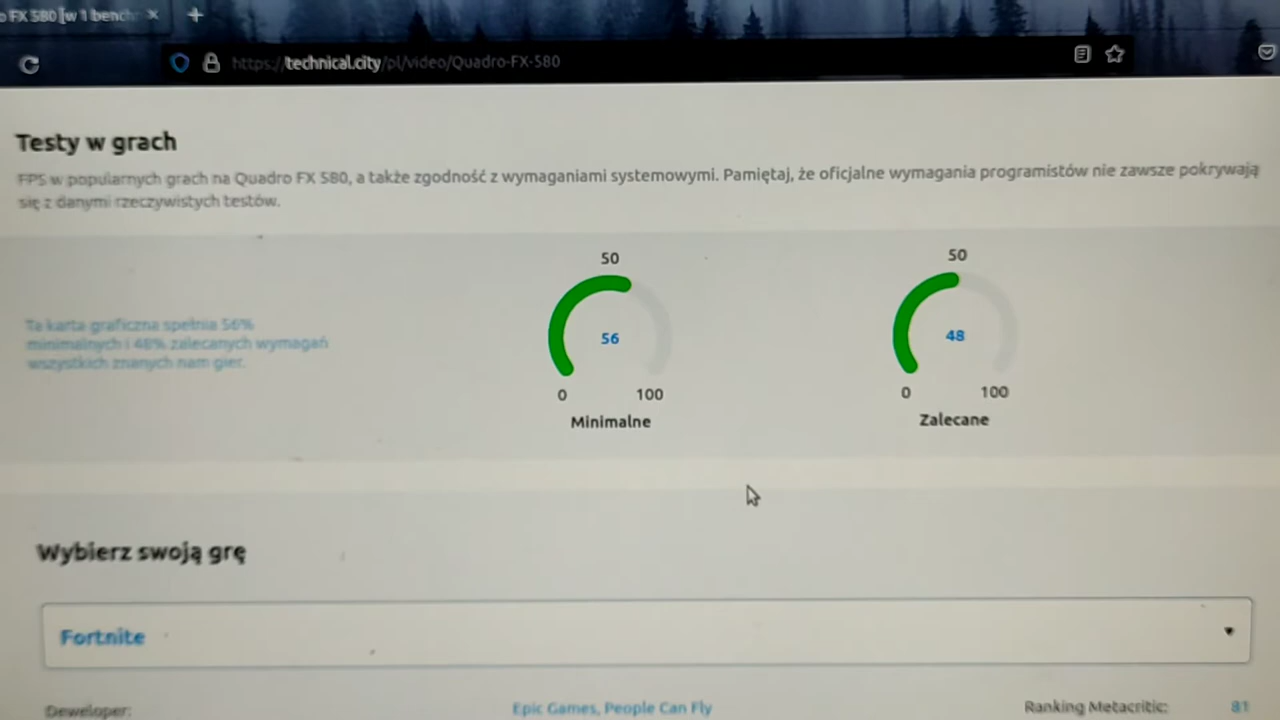 FX 580 [w 1 bench
https://technical.city/pl/video/Quadro-FX-580
Testy w grach
FPS w popularnych grach na Quadro FX 580, a także zgodność z wymaganiami systemowymi. Pamiętaj, że oficjalne wymagania programistów nie zawsze pokrywają
się z danymi rzeczywistych testów.
50
50
Ta karta graficzna spełnia 56%
minimalnych i 48% zalecanych wymagań
wszystkich znanych nam gier.
56
48
0
100
0
100
Minimalne
Zalecane
Wybierz swoją grę
Fortnite
Deweloper:
Epic Games, People Can Fly
Ranking Metacritic:
81